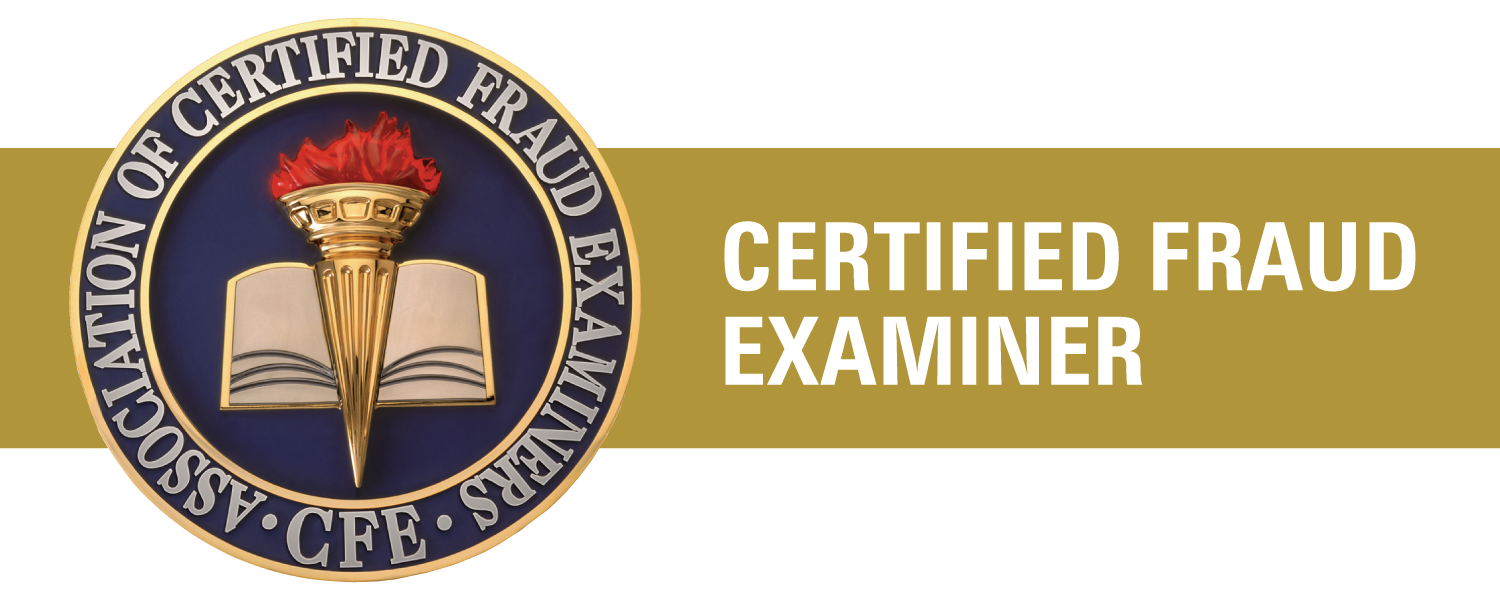 ASSOCIATION OF CERTIFIED FRAUD EXAMINERS
· CFE ·
CERTIFIED FRAUD
EXAMINER